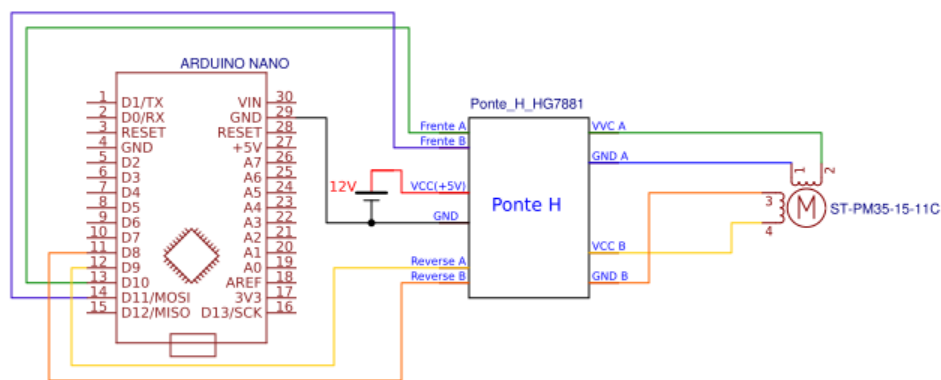 ARDUINO NANO
1 D1/TX VIN 30
2 D0/RX GND 29
3 RESET RESET 28
4 GND +5V 27
5 D2 A7 26
6 D3 A6 25
7 D4 A5 24
8 D5 A4 23
9 D6 A3 22
10 D7 A2 21
11 D8 A1 20
12 D9 A0 19
13 D10 AREF 18
14 D11/MOSI 3V3 17
15 D12/MISO D13/SCK 16
12V
Ponte_H_HG7881
Frente A
Frente B
VCC(+5V)
GND
Reverse A
Reverse B
Ponte H
VVC A
GND A
VCC B
GND B
1 2
3
4
M
ST-PM35-15-11C